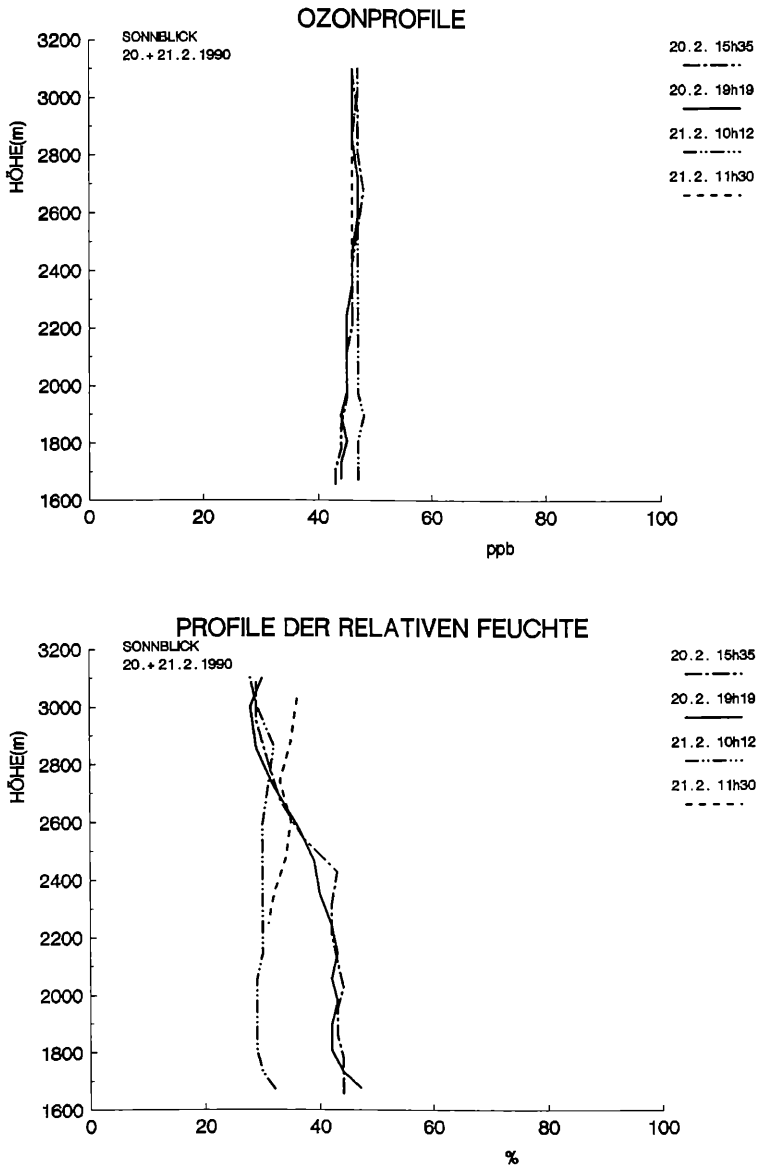 OZONPROFILE
SONNBLICK
20.+21.2.1990
3200
3000
2800
2600
2400
2200
2000
1800
1600
HÖHE(m)
0 20 40 60 80 100
ppb
20.2. 15h35
20.2. 19h19
21.2. 10h12
21.2. 11h30
PROFILE DER RELATIVEN FEUCHTE
SONNBLICK
20.+21.2.1990
3200
3000
2800
2600
2400
2200
2000
1800
1600
HÖHE(m)
0 20 40 60 80 100
%
20.2. 15h35
20.2. 19h19
21.2. 10h12
21.2. 11h30